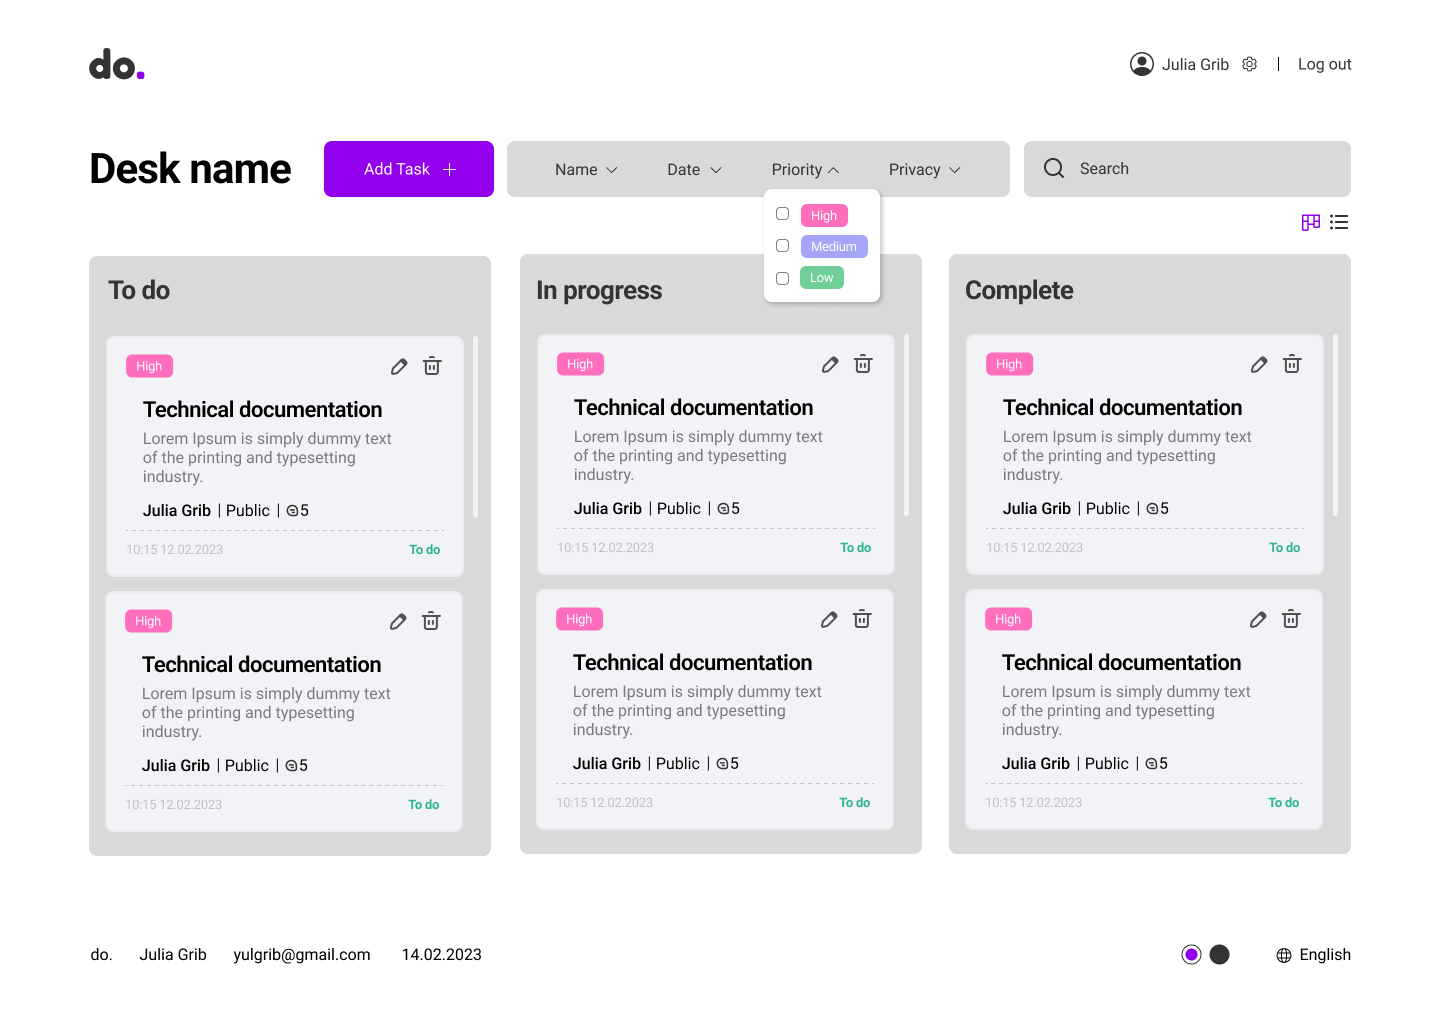 do.
Julia Grib
Log out
Desk name
Add Task
Name
Date
Priority
Privacy
Search
High
Medium
Low
To do
High
Technical documentation
Lorem Ipsum is simply dummy text
of the printing and typesetting
industry.
Julia Grib | Public | 5
10:15 12.02.2023
To do
High
Technical documentation
Lorem Ipsum is simply dummy text
of the printing and typesetting
industry.
Julia Grib | Public | 5
10:15 12.02.2023
To do
In progress
High
Technical documentation
Lorem Ipsum is simply dummy text
of the printing and typesetting
industry.
Julia Grib | Public | 5
10:15 12.02.2023
To do
High
Technical documentation
Lorem Ipsum is simply dummy text
of the printing and typesetting
industry.
Julia Grib | Public | 5
10:15 12.02.2023
To do
Complete
High
Technical documentation
Lorem Ipsum is simply dummy text
of the printing and typesetting
industry.
Julia Grib | Public | 5
10:15 12.02.2023
To do
High
Technical documentation
Lorem Ipsum is simply dummy text
of the printing and typesetting
industry.
Julia Grib | Public | 5
10:15 12.02.2023
To do
do.
Julia Grib
yulgrib@gmail.com
14.02.2023
English